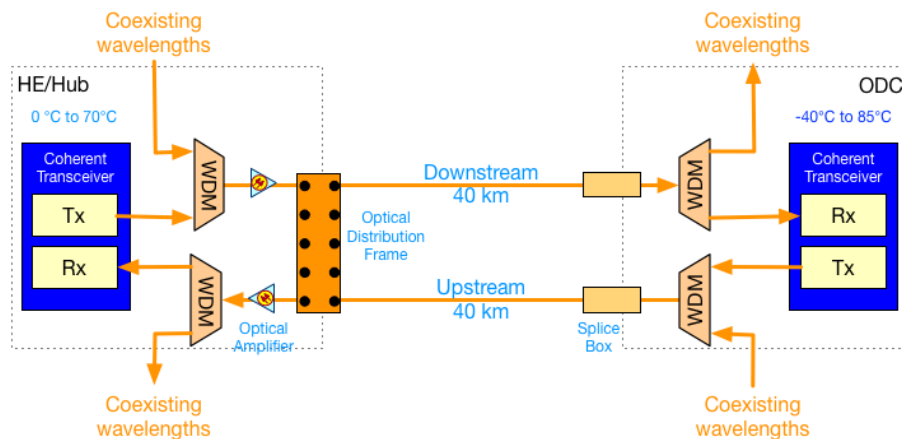 Coexisting
wavelengths
Coexisting
wavelengths
HE/Hub
ODC
0 °C to 70°C
-40°C to 85°C
Coherent
Transceiver
Tx
Rx
WDM
WDM
Optical
Amplifier
Optical
Distribution
Frame
Downstream
40 km
Upstream
40 km
Splice
Box
WDM
WDM
Coherent
Transceiver
Rx
Tx
Coexisting
wavelengths
Coexisting
wavelengths